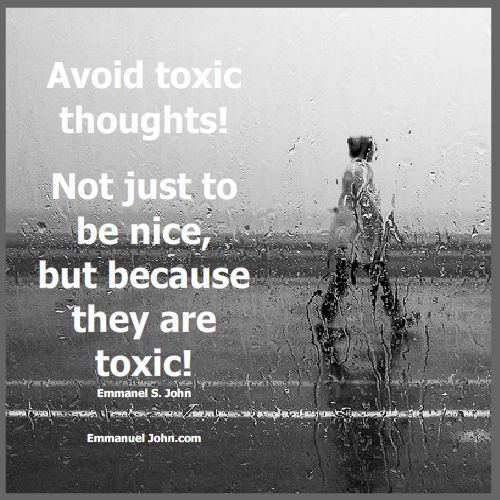 Avoid toxic
thoughts!
Not just to
be nice,
but because
they are
toxic!
Emmanel S. John
Emmanuel John.com